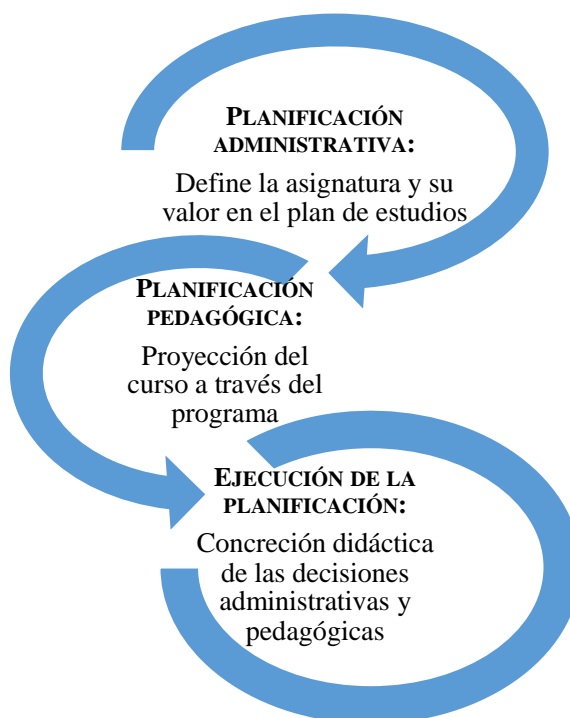 PLANIFICACIÓN
ADMINISTRATIVA:
Define la asignatura y su
valor en el plan de estudios
PLANIFICACIÓN
PEDAGÓGICA:
Proyección del
curso a través del
programa
EJECUCIÓN DE LA
PLANIFICACIÓN:
Concreción didáctica
de las decisiones
administrativas y
pedagógicas